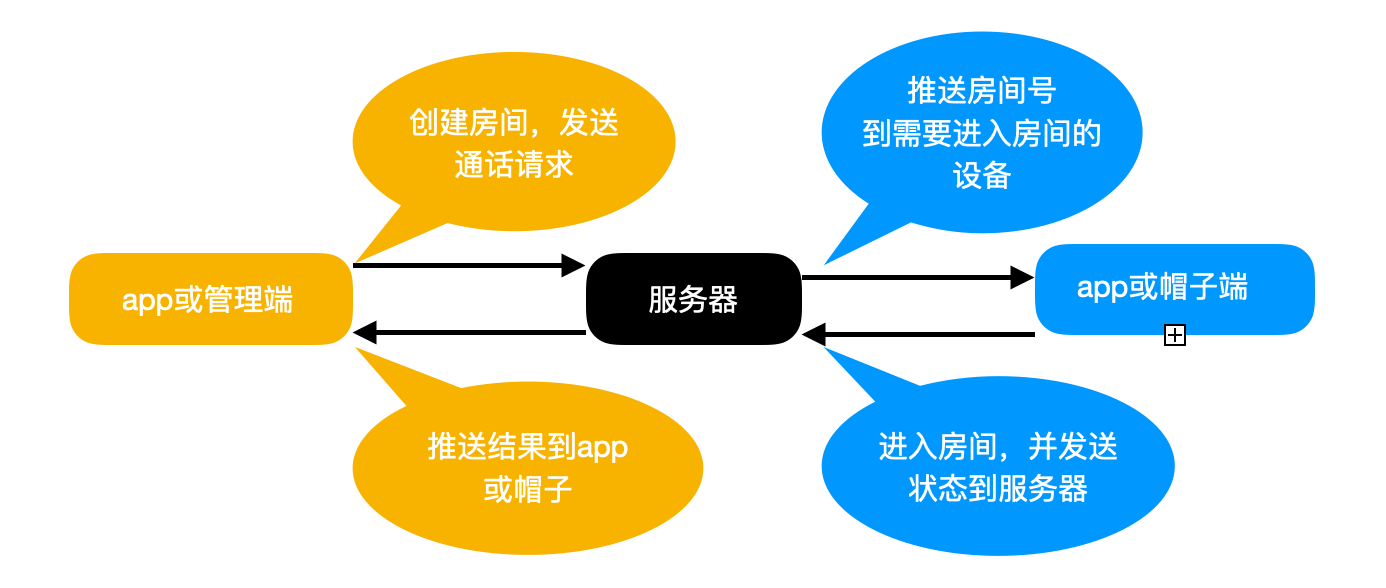 创建房间，发送
通话请求
推送房间号
到需要进入房间的
设备
app或管理端
服务器
app或帽子端
推送结果到app
或帽子
进入房间，并发送
状态到服务器